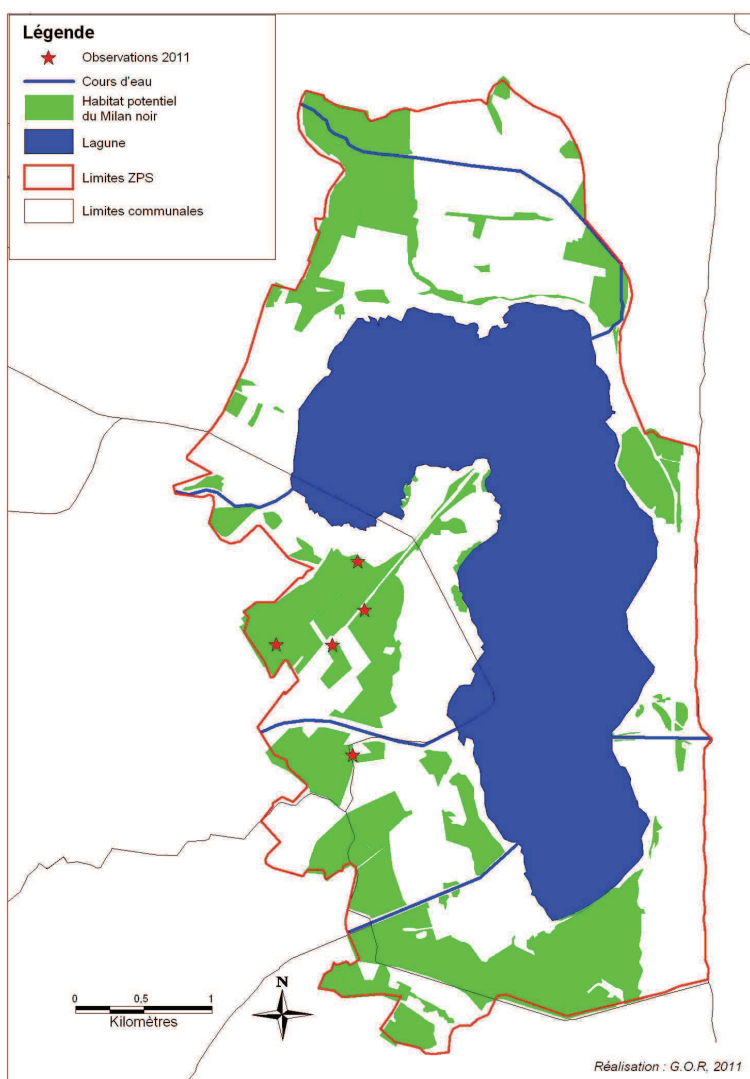 Légende
Observations 2011
Cours d'eau
Habitat potentiel
du Milan noir
Lagune
Limites ZPS
Limites communales
N
0 0,5 1
Kilomètres
Réalisation : G.O.R, 2011